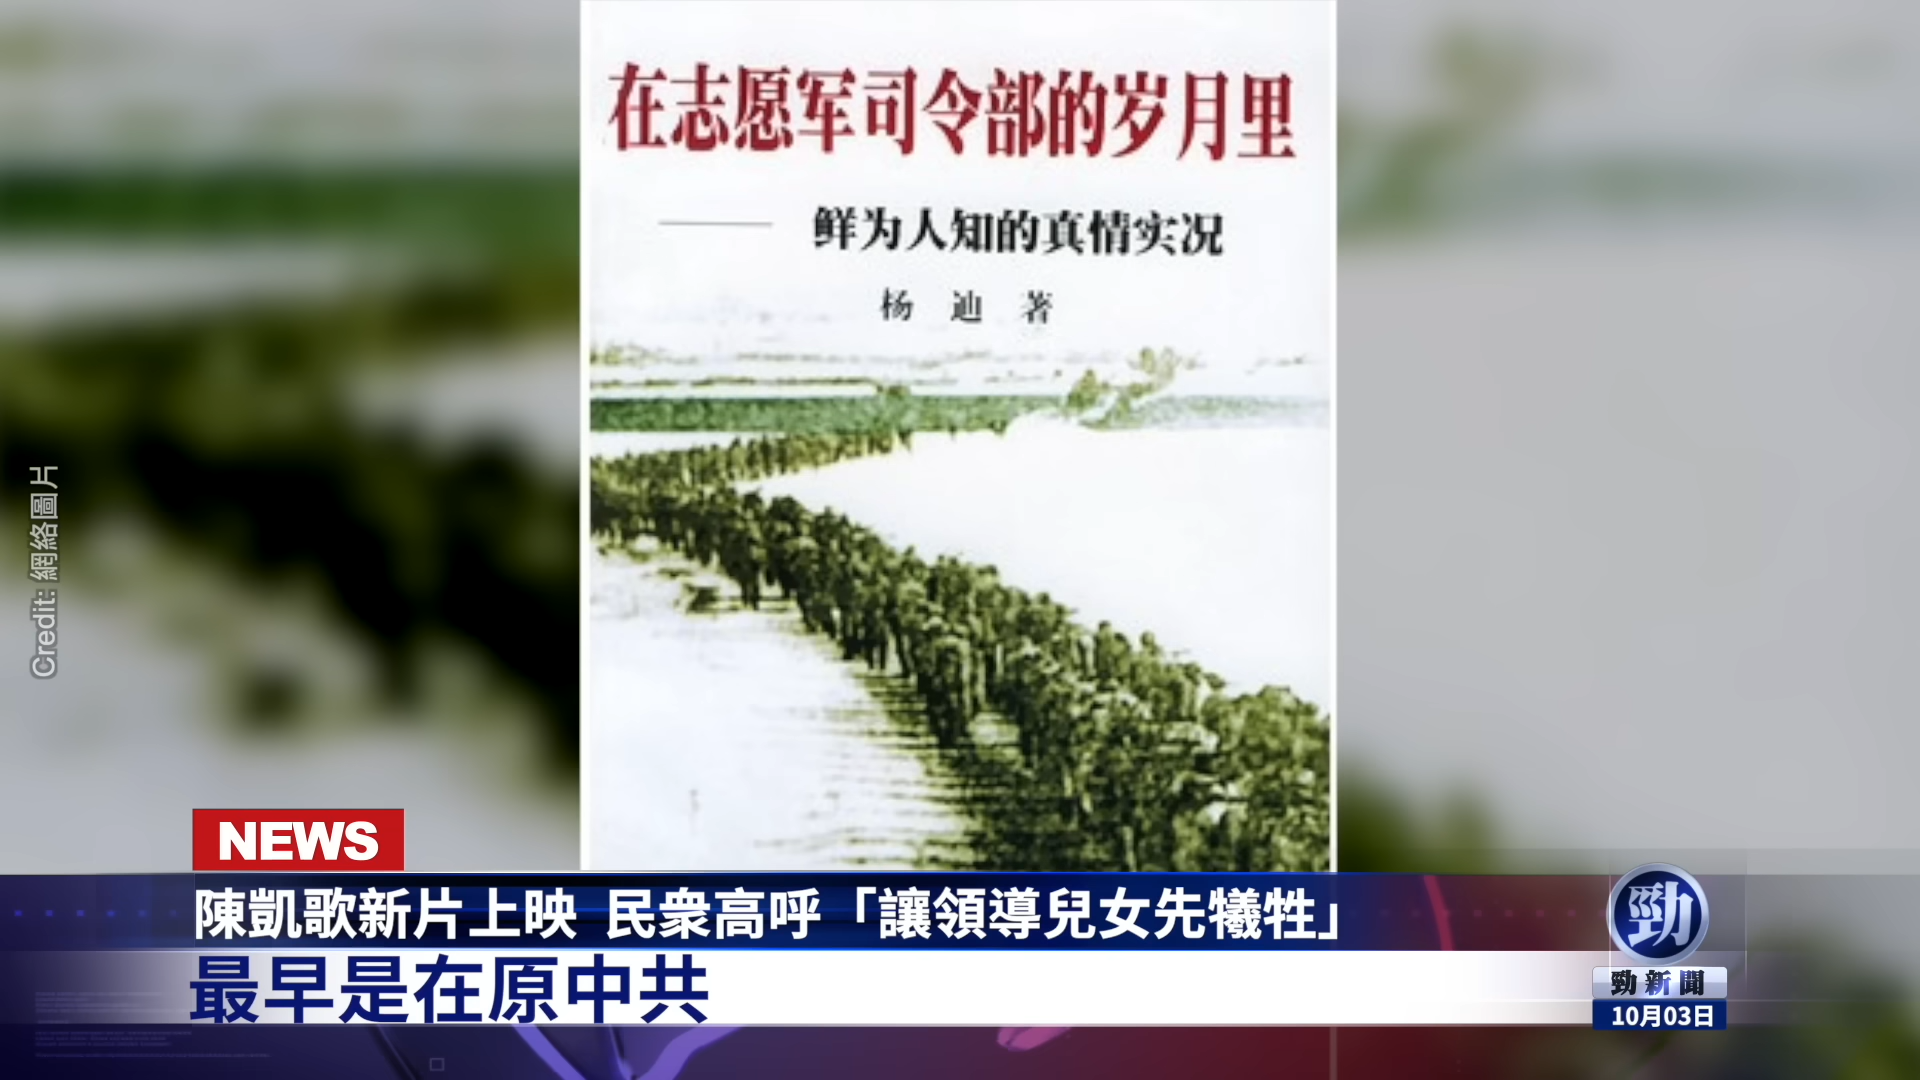 在志愿军司令部的岁月里
—— 鲜为人知的真情实况
杨 迪 著
Credit: 網絡圖片
NEWS
陳凱歌新片上映 民衆高呼「讓領導兒女先犧牲」
最早是在原中共
勁
勁新聞
10月03日